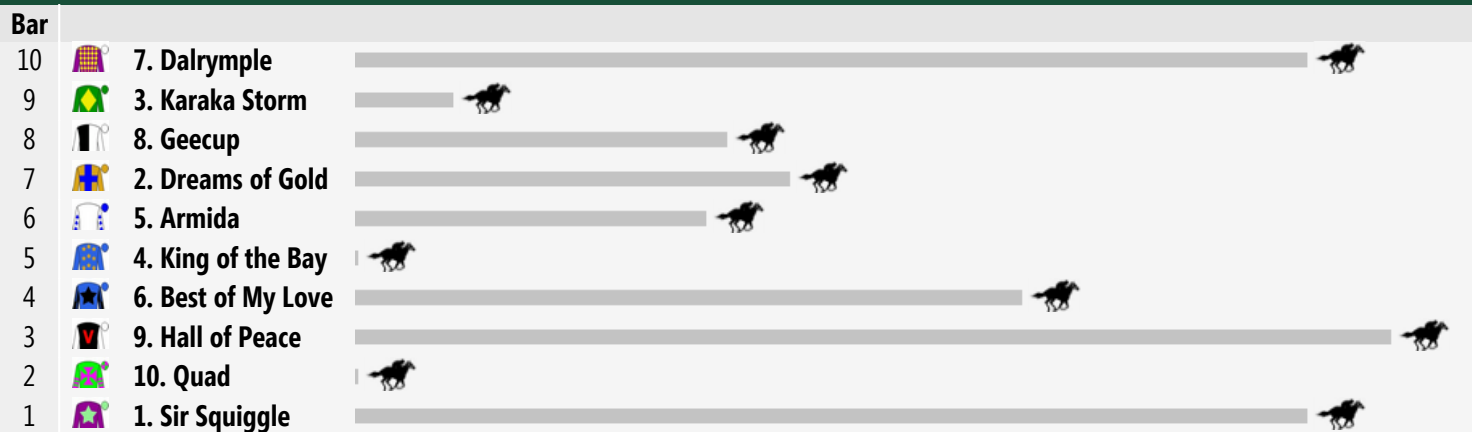 Bar
10 7. Dalrymple
9 3. Karaka Storm
8 8. Geecup
7 2. Dreams of Gold
6 5. Armida
5 4. King of the Bay
4 6. Best of My Love
3 V 9. Hall of Peace
2 10. Quad
1 1. Sir Squiggle